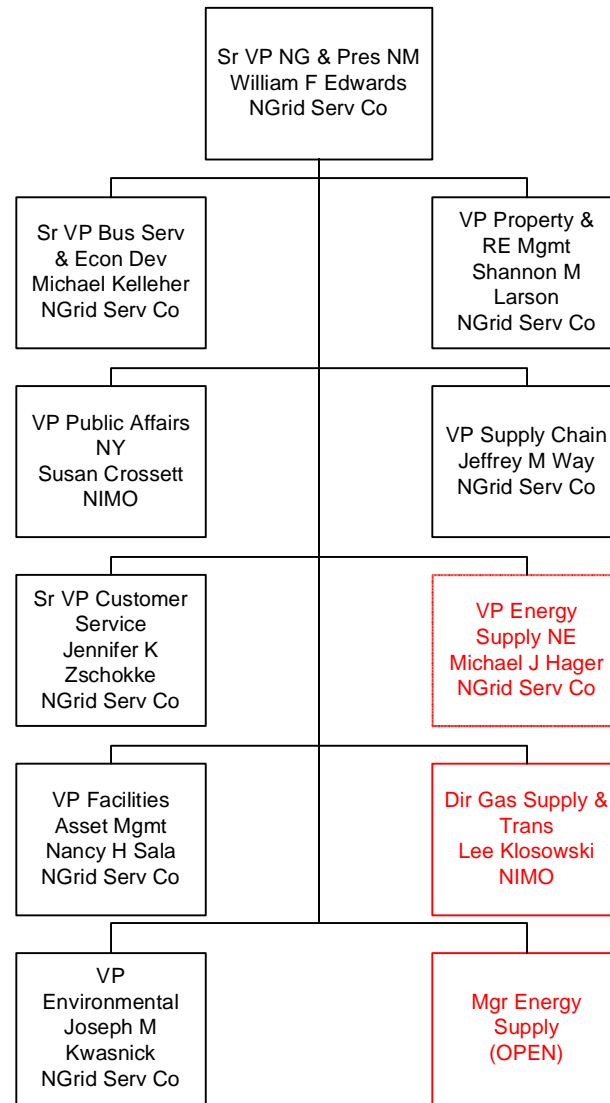 Sr VP NG & Pres NM
William F Edwards
NGrid Serv Co
Sr VP Bus Serv
& Econ Dev
Michael Kelleher
NGrid Serv Co
VP Property &
RE Mgmt
Shannon M
Larson
NGrid Serv Co
VP Public Affairs
NY
Susan Crossett
NIMO
VP Supply Chain
Jeffrey M Way
NGrid Serv Co
Sr VP Customer
Service
Jennifer K
Zschokke
NGrid Serv Co
VP Energy
Supply NE
Michael J Hager
NGrid Serv Co
VP Facilities
Asset Mgmt
Nancy H Sala
NGrid Serv Co
Dir Gas Supply &
Trans
Lee Klosowski
NIMO
VP
Environmental
Joseph M
Kwasnick
NGrid Serv Co
Mgr Energy
Supply
(OPEN)